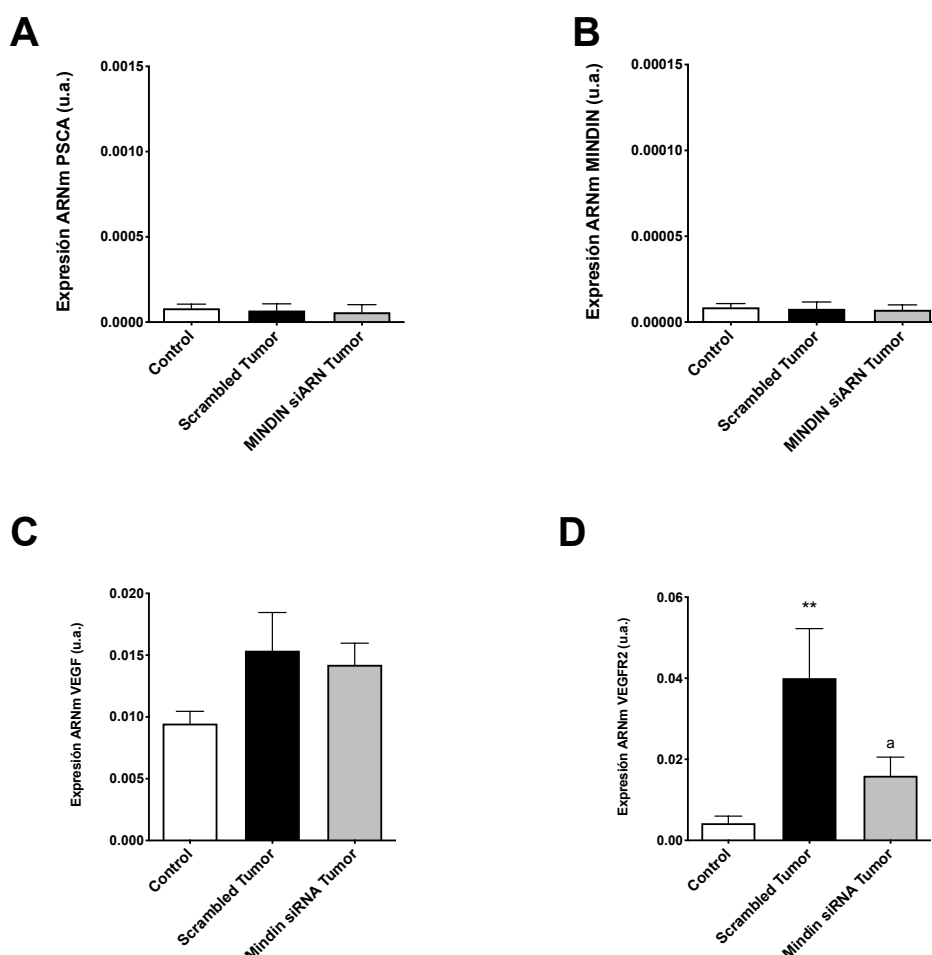 A
Expresión ARNm PSCA (u.a.)
0.0015
0.0010
0.0005
0.0000
Control
Scrambled Tumor
MINDIN siARN Tumor
B
Expresión ARNm MINDIN (u.a.)
0.00015
0.00010
0.00005
0.00000
Control
Scrambled Tumor
MINDIN siARN Tumor
C
Expresión ARNm VEGF (u.a.)
0.020
0.015
0.010
0.005
0.000
Control
Scrambled Tumor
Mindin siRNA Tumor
D
Expresión ARNm VEGFR2 (u.a.)
0.06
0.04
0.02
0.00
**
a
Control
Scrambled Tumor
Mindin siRNA Tumor